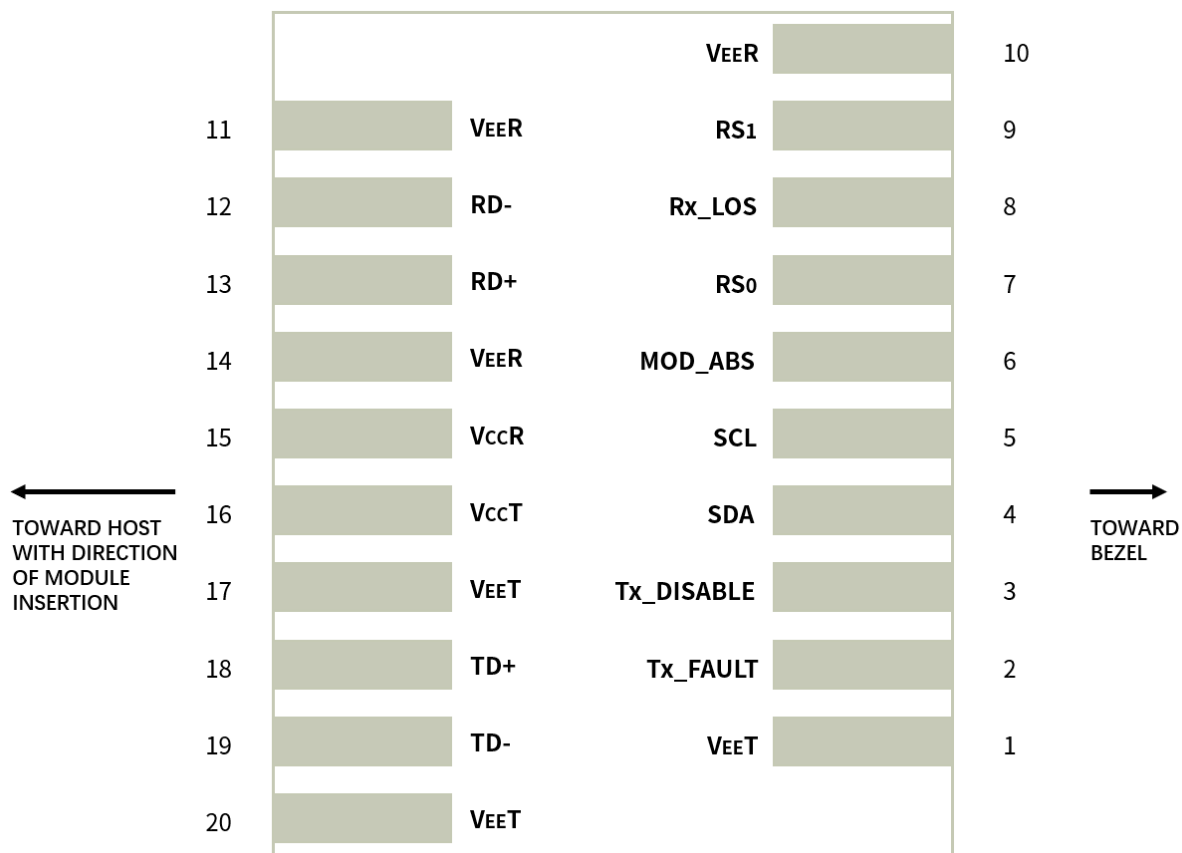 VEER 10
11 VEER RS1 9
12 RD- Rx_LOS 8
13 RD+ RS0 7
14 VEER MOD_ABS 6
15 VCCR SCL 5
16 VCCT SDA 4
TOWARD HOST
WITH DIRECTION
OF MODULE
INSERTION
TOWARD
BEZEL
17 VEET Tx_DISABLE 3
18 TD+ Tx_FAULT 2
19 TD- VEET 1
20 VEET